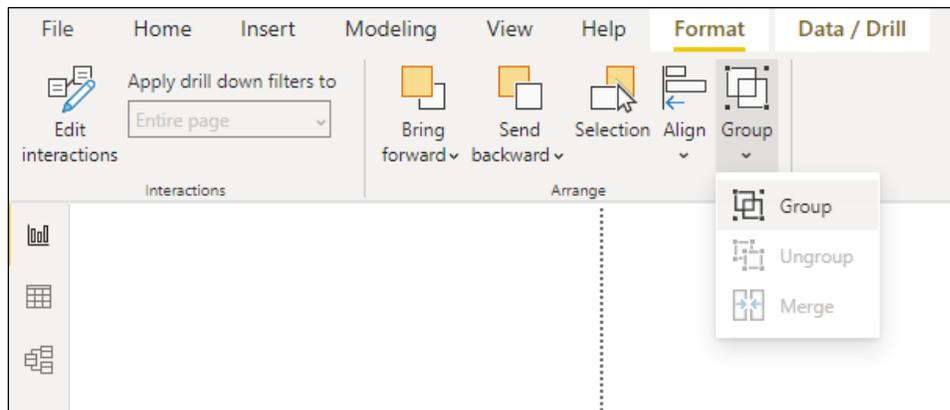 File Home Insert Modeling View Help Format Data / Drill
Edit interactions
Apply drill down filters to
Entire page
Interactions
Bring forward
Send backward
Selection
Align
Group
Arrange
Group
Ungroup
Merge